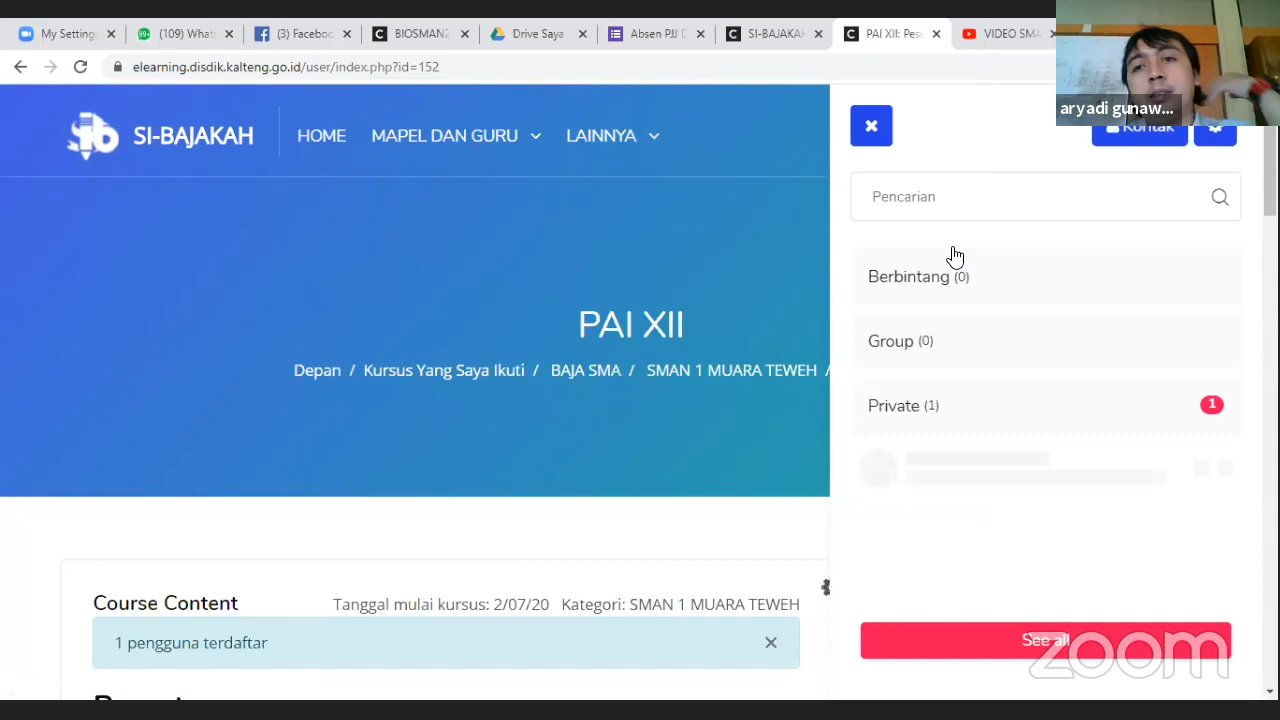 My Setting
(109) What
(3) Faceboo
BIOSMAN
Drive Saya
Absen PJJ D
SI-BAJAKAH
PAI XII: Pese
VIDEO SMA
elearning.disdik.kalteng.go.id/user/index.php?id=152
aryadi gunaw...
SI-BAJAKAH
HOME
MAPEL DAN GURU
LAINNYA
Kontak
Pencarian
Berbintang (0)
Group (0)
Private (1)
1
PAI XII
Depan / Kursus Yang Saya Ikuti / BAJA SMA / SMAN 1 MUARA TEWEH /
Course Content
Tanggal mulai kursus: 2/07/20 Kategori: SMAN 1 MUARA TEWEH
1 pengguna terdaftar
See all
zoom